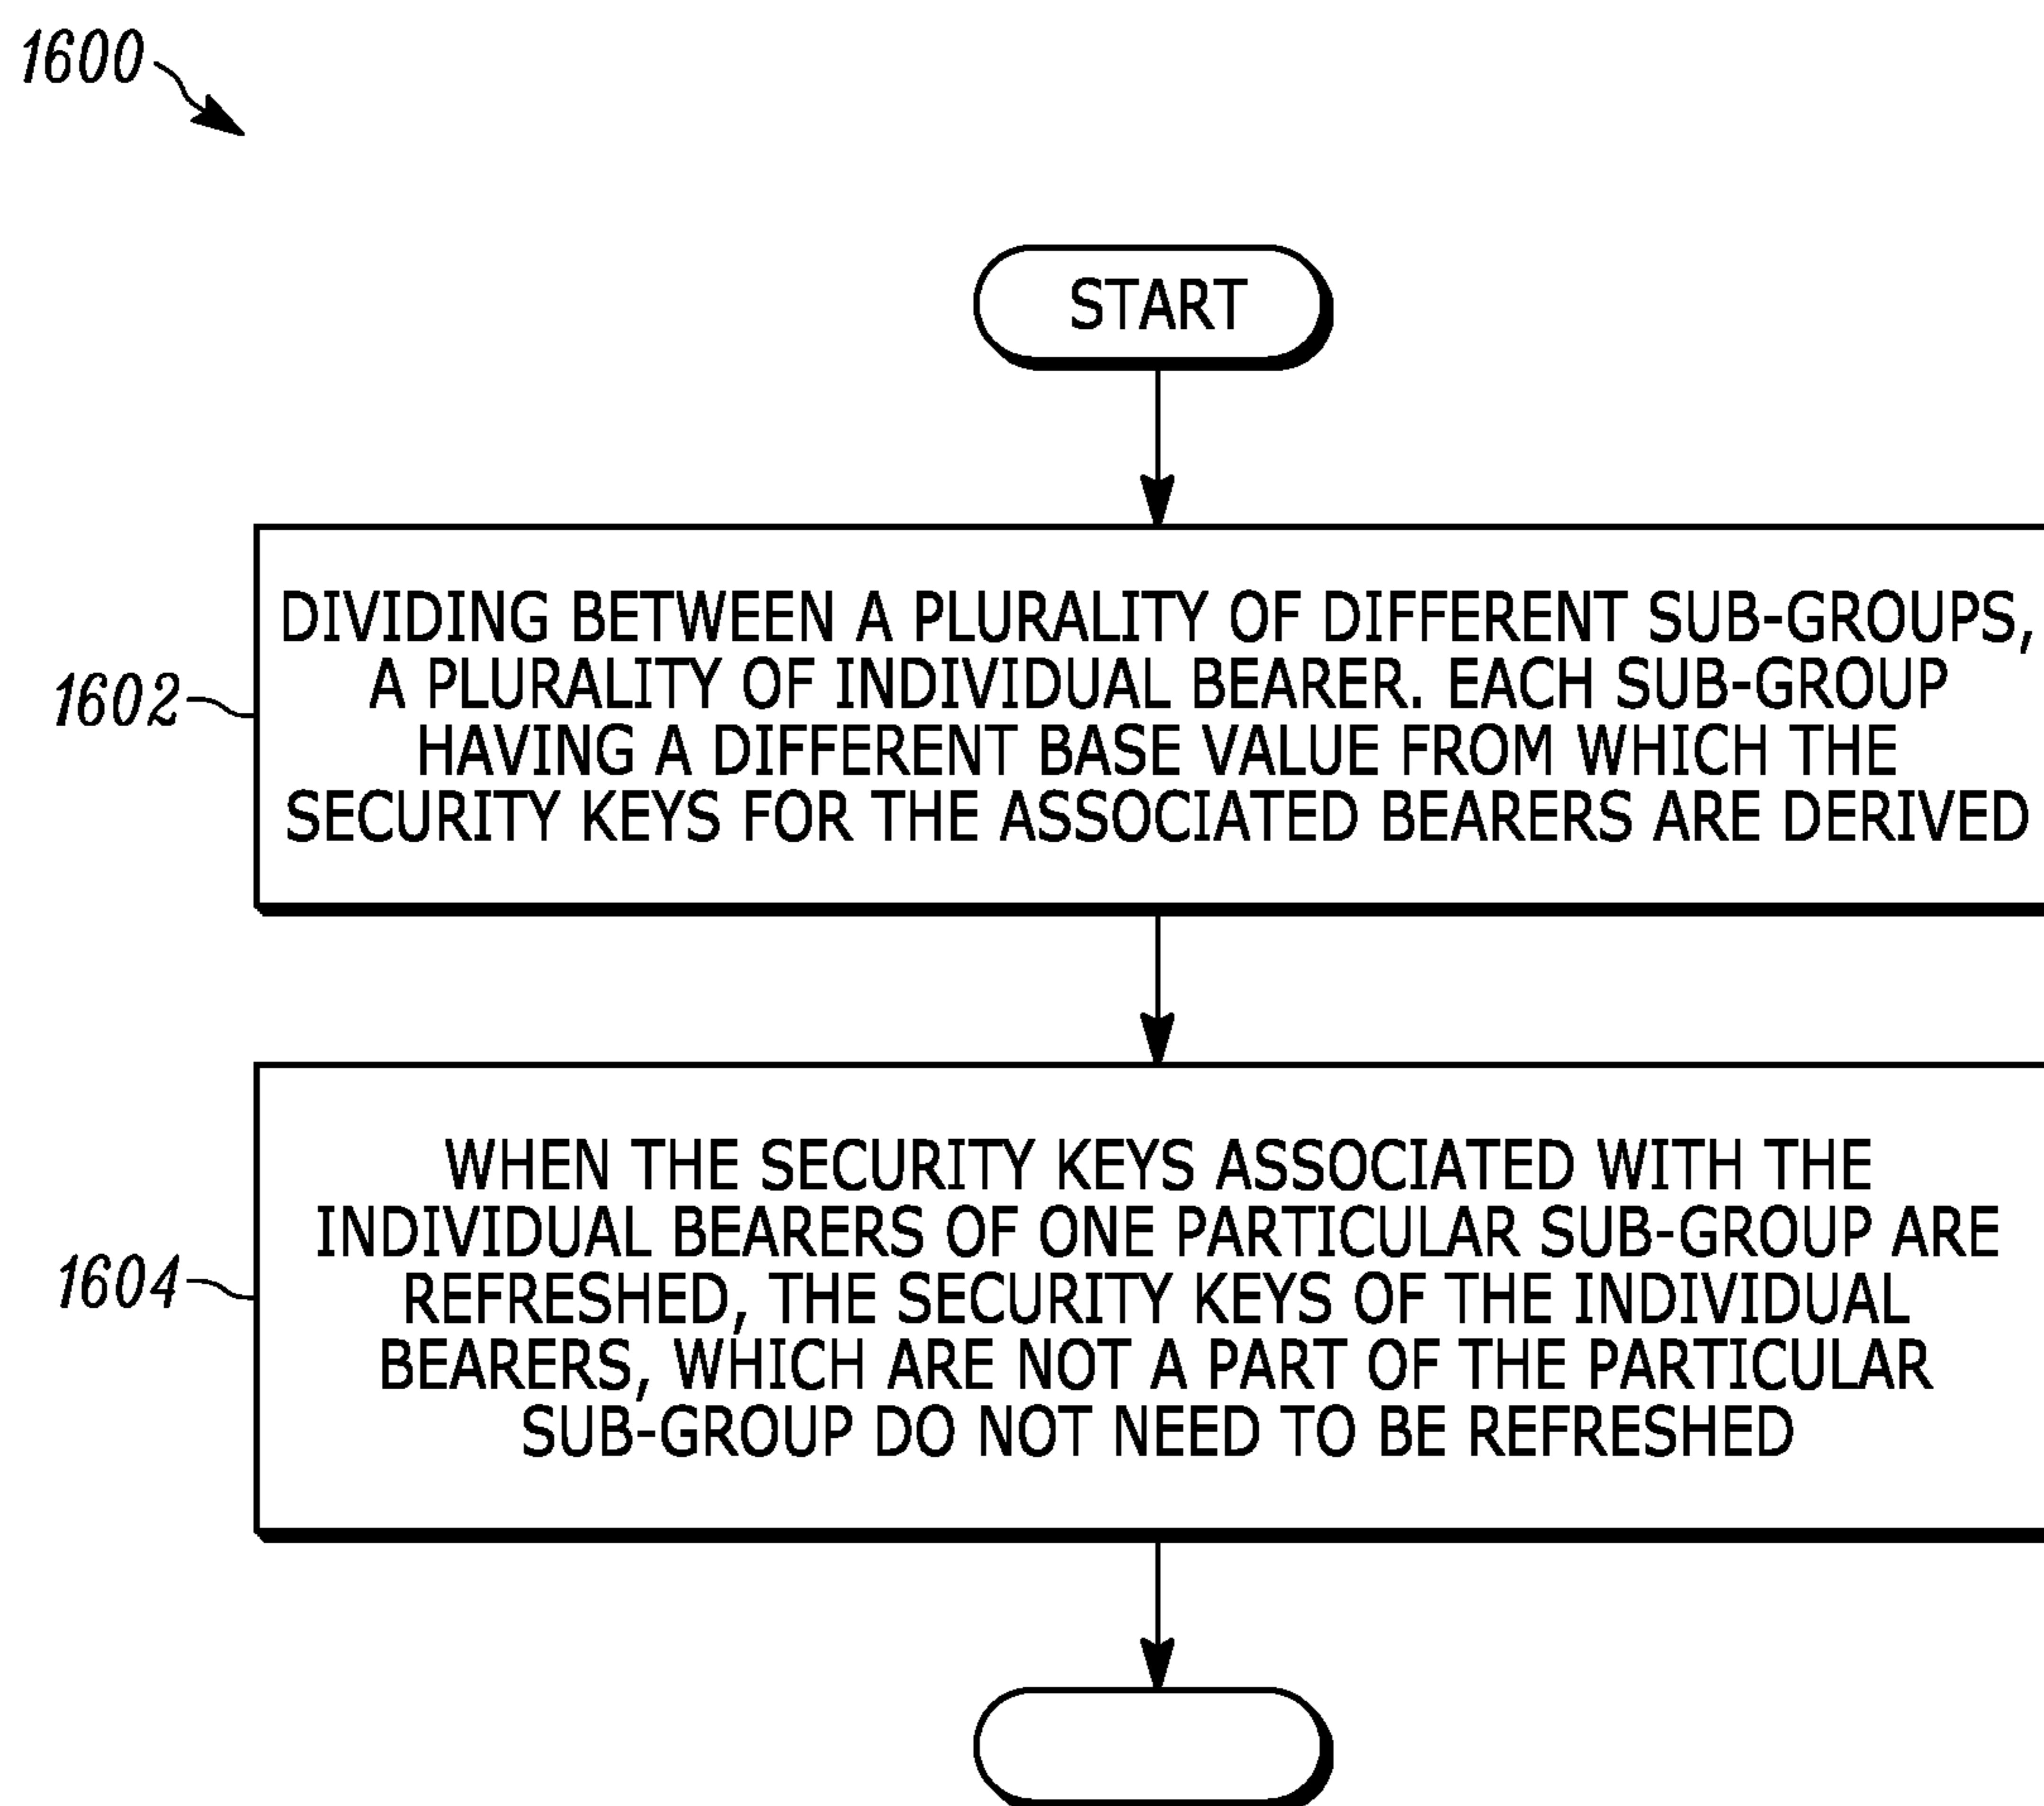 1600
START
1602
DIVIDING BETWEEN A PLURALITY OF DIFFERENT SUB-GROUPS,
A PLURALITY OF INDIVIDUAL BEARER. EACH SUB-GROUP
HAVING A DIFFERENT BASE VALUE FROM WHICH THE
SECURITY KEYS FOR THE ASSOCIATED BEARERS ARE DERIVED
1604
WHEN THE SECURITY KEYS ASSOCIATED WITH THE
INDIVIDUAL BEARERS OF ONE PARTICULAR SUB-GROUP ARE
REFRESHED, THE SECURITY KEYS OF THE INDIVIDUAL
BEARERS, WHICH ARE NOT A PART OF THE PARTICULAR
SUB-GROUP DO NOT NEED TO BE REFRESHED